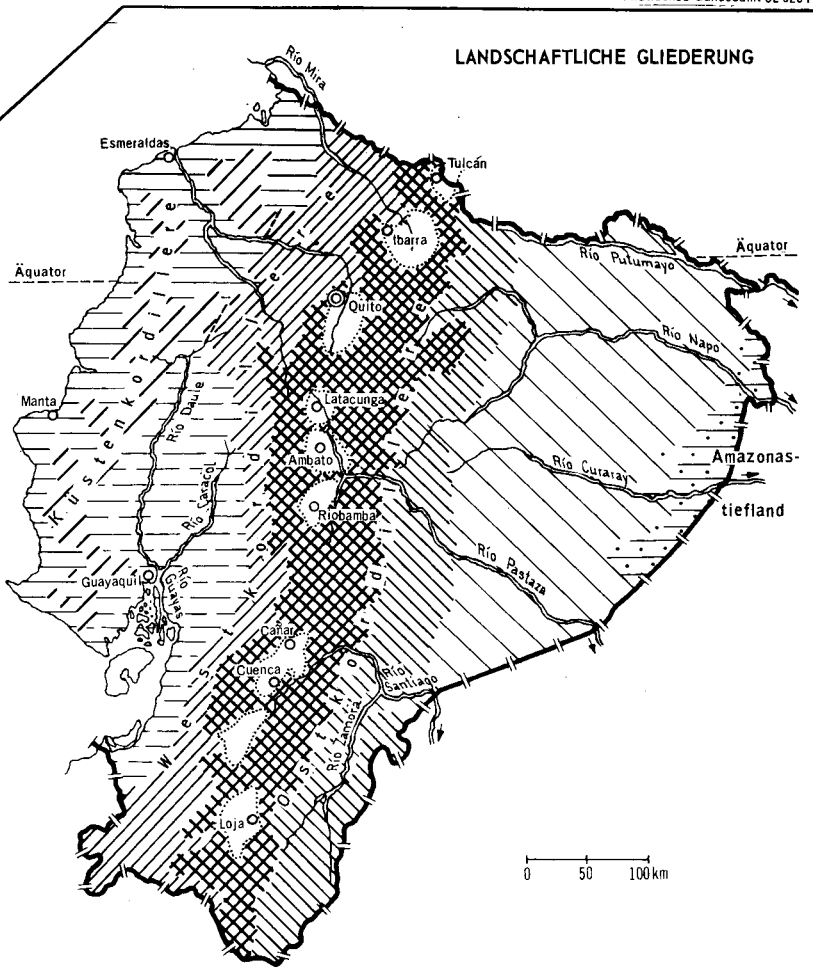 LANDSCHAFTLICHE GLIEDERUNG
Río Mira
Esmeraldas
Tulcán
Ibarra
Äquator
Äquator
Río Putumayo
Quito
Río Napo
Manta
Río Daule
Latacunga
Küstenkordillere
Ambato
Río Caracol
Río Curaray
Amazonas-
tiefland
Riobamba
Río Pastaza
Guayaquil
Río
Guayas
Cañar
Cuenca
Río
Santiago
Río Zamora
Westkordillere
Ostkordillere
Loja
0 50 100 km